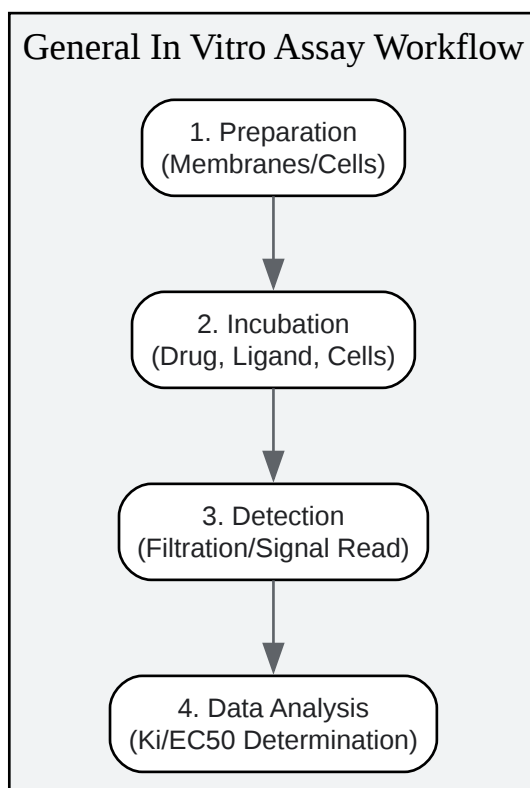 General In Vitro Assay Workflow
1. Preparation
(Membranes/Cells)
2. Incubation
(Drug, Ligand, Cells)
3. Detection
(Filtration/Signal Read)
4. Data Analysis
(Ki/EC50 Determination)